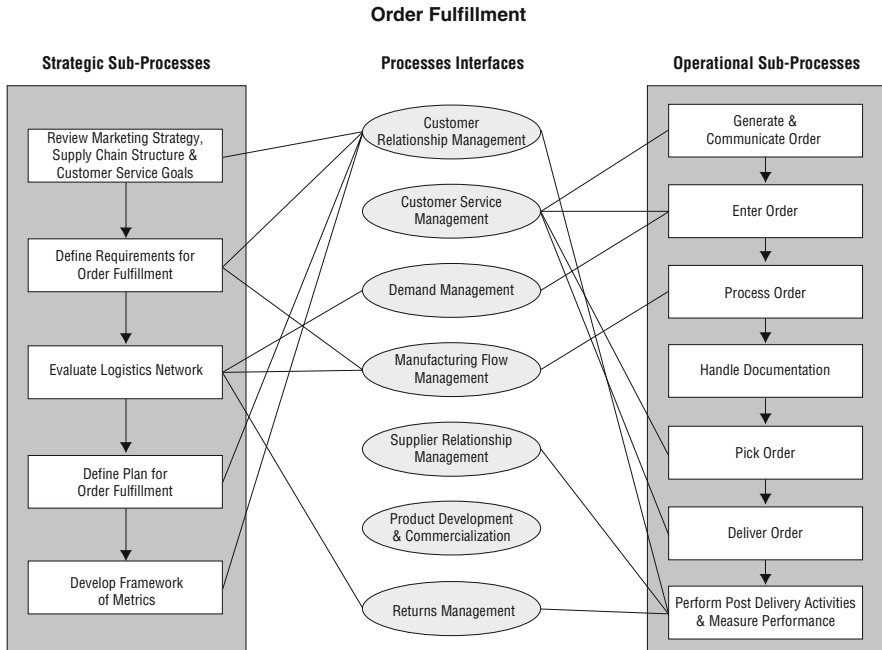 Order Fulfillment
Strategic Sub-Processes
Review Marketing Strategy,
Supply Chain Structure &
Customer Service Goals
Define Requirements for
Order Fulfillment
Evaluate Logistics Network
Define Plan for
Order Fulfillment
Develop Framework
of Metrics
Processes Interfaces
Customer
Relationship Management
Customer Service
Management
Demand Management
Manufacturing Flow
Management
Supplier Relationship
Management
Product Development
& Commercialization
Returns Management
Operational Sub-Processes
Generate &
Communicate Order
Enter Order
Process Order
Handle Documentation
Pick Order
Deliver Order
Perform Post Delivery Activities
& Measure Performance